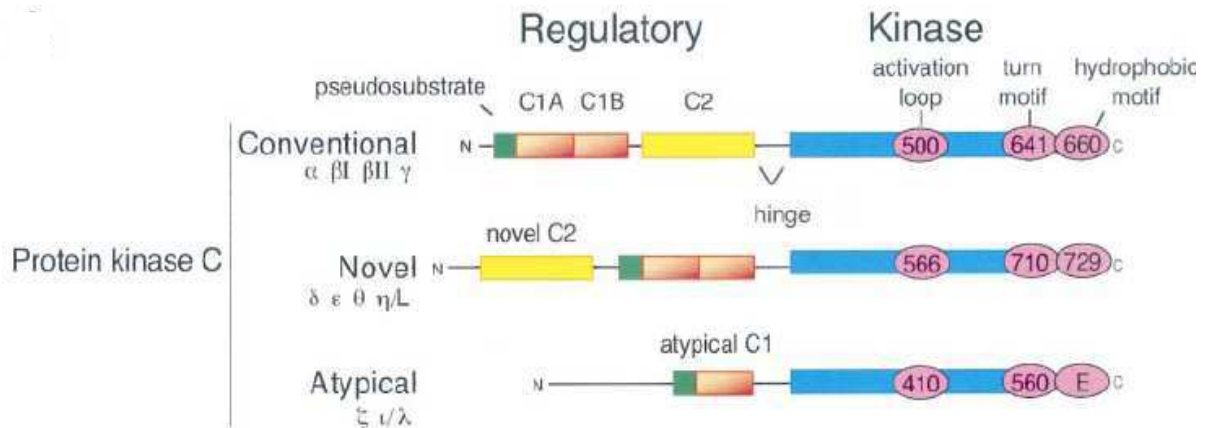 Regulatory
Kinase
pseudosubstrate
C1A
C1B
C2
activation
loop
turn
motif
hydrophobic
motif
Conventional
α βI βII γ
N
500
641
660
C
hinge
Protein kinase C
novel C2
Novel
δ ε θ η/L
N
566
710
729
C
atypical C1
Atypical
ζ ι/λ
N
410
560
E
C